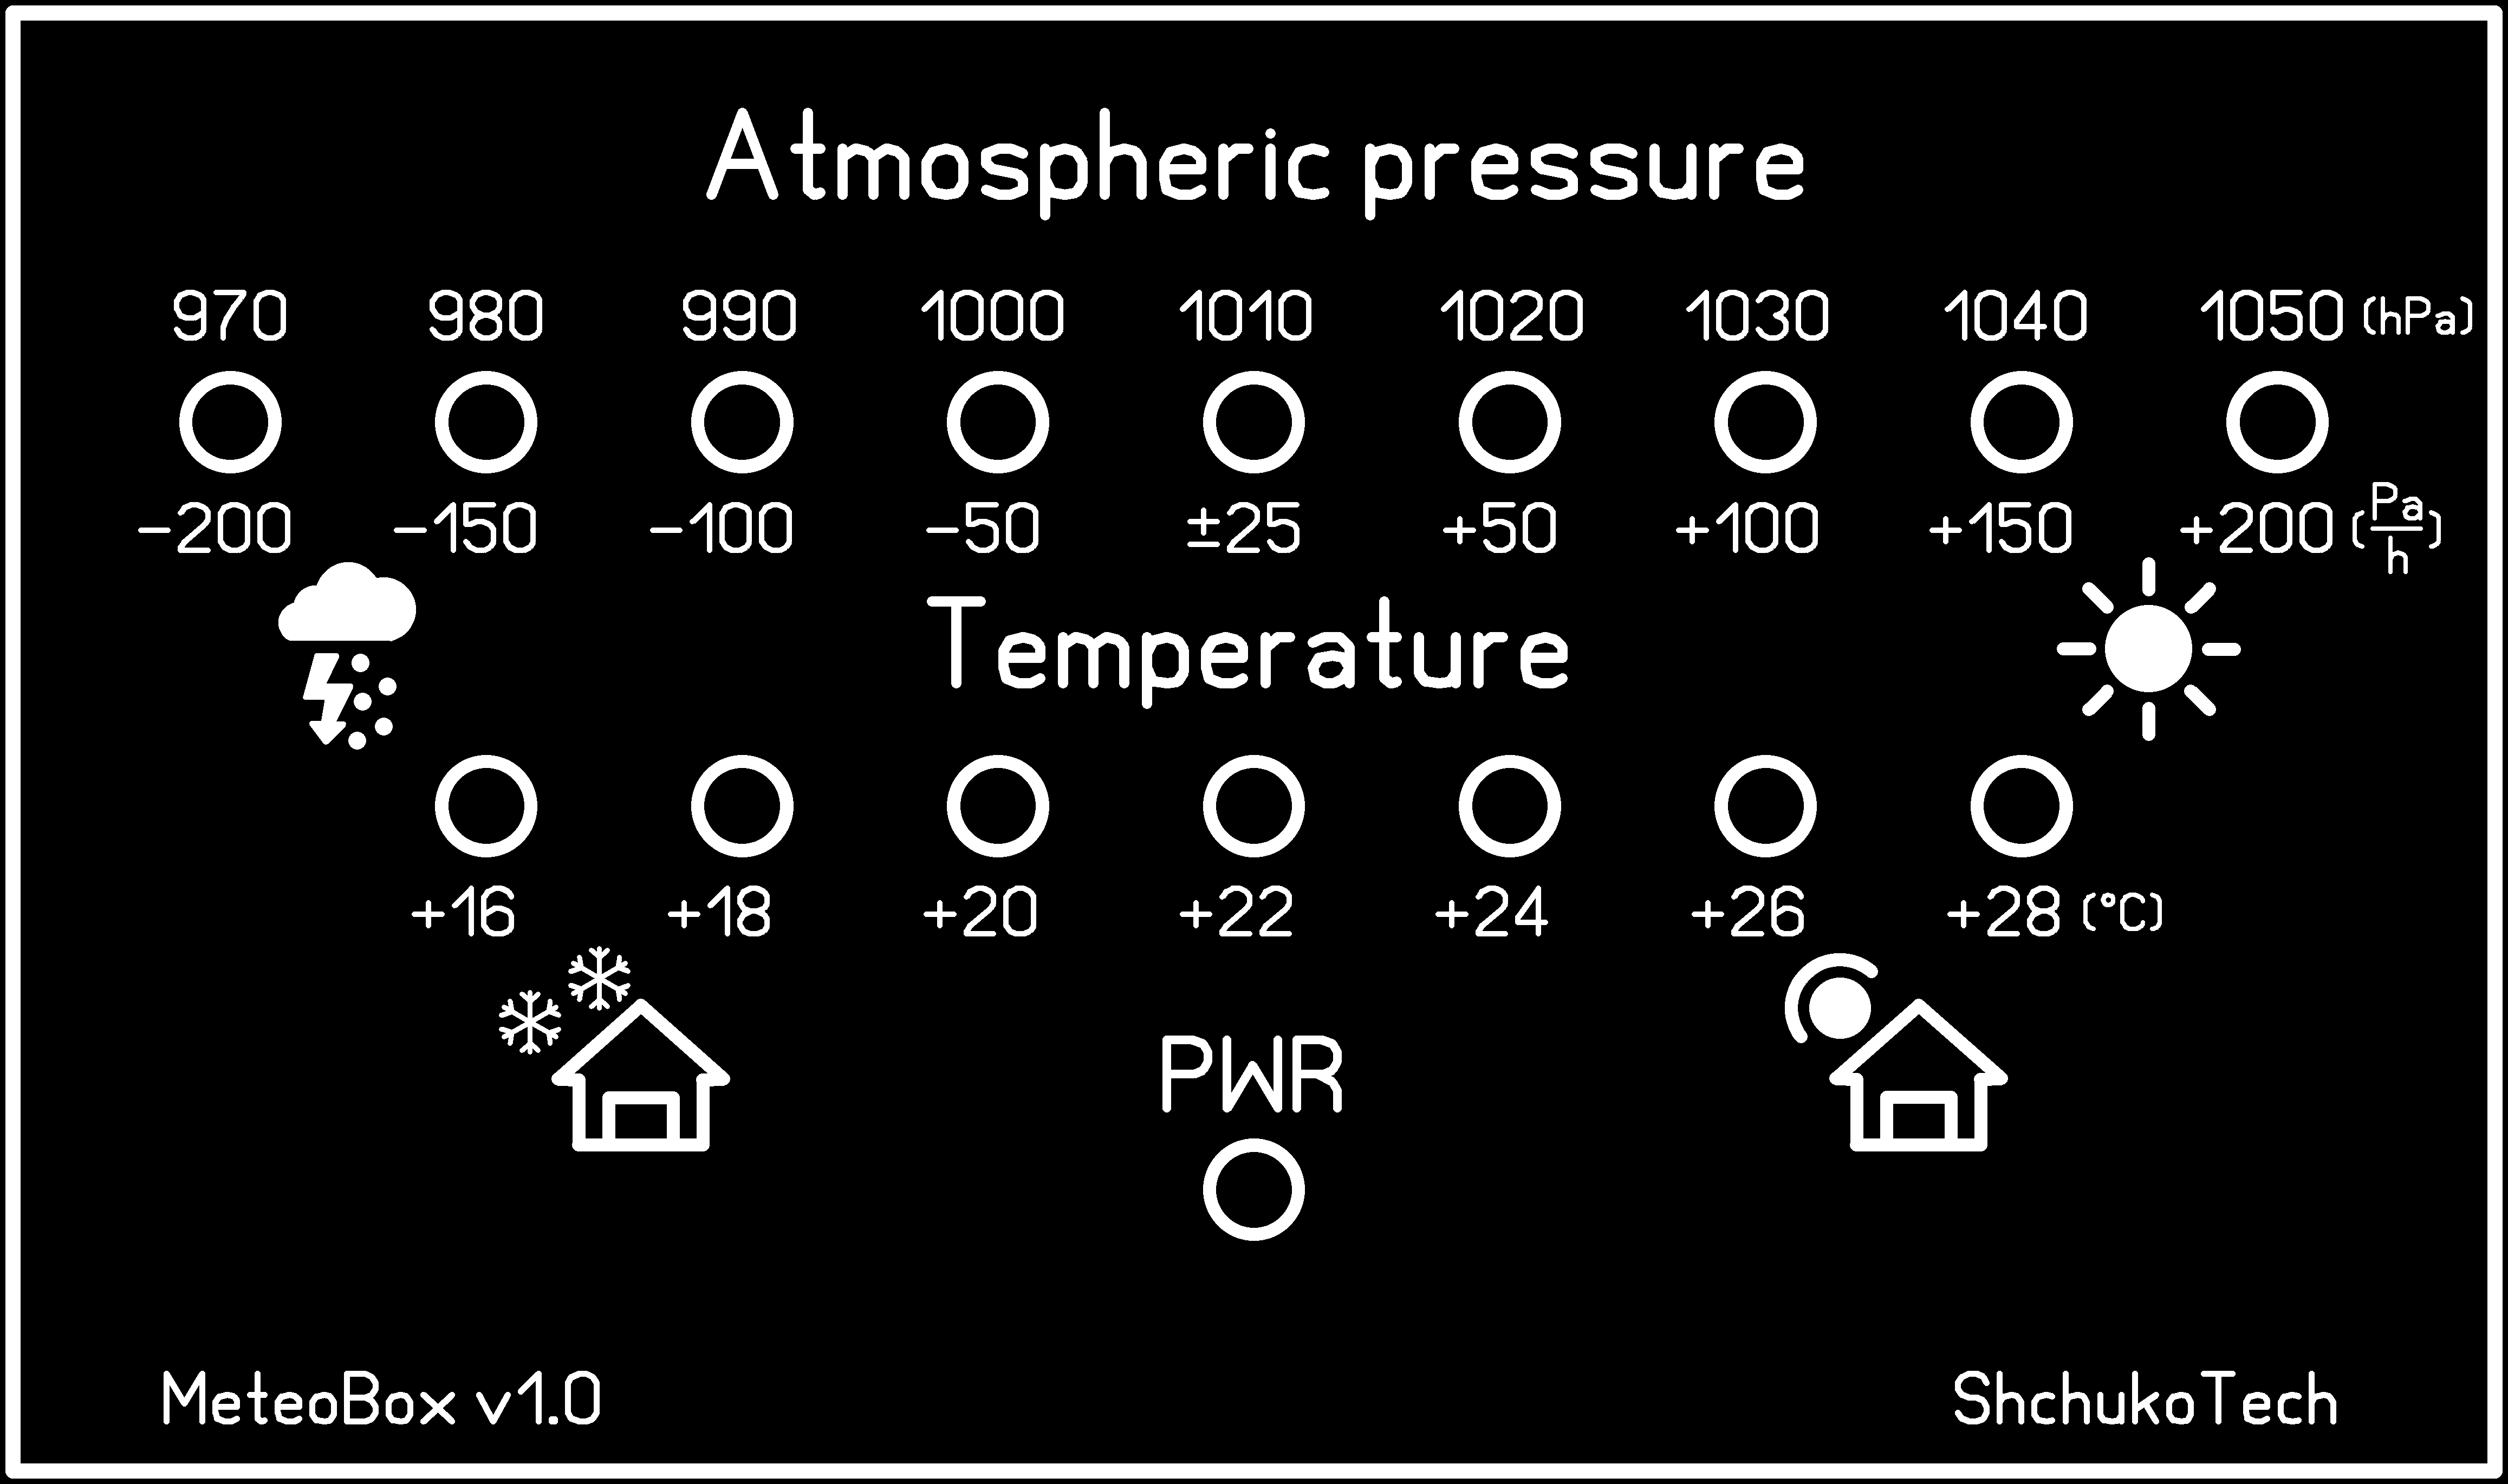 Atmospheric pressure
970 980 990 1000 1010 1020 1030 1040 1050 (hPa)
-200 -150 -100 -50 ±25 +50 +100 +150 +200 (Pa/h)
Temperature
+16 +18 +20 +22 +24 +26 +28 (°C)
PWR
MeteoBox v1.0 ShchukoTech